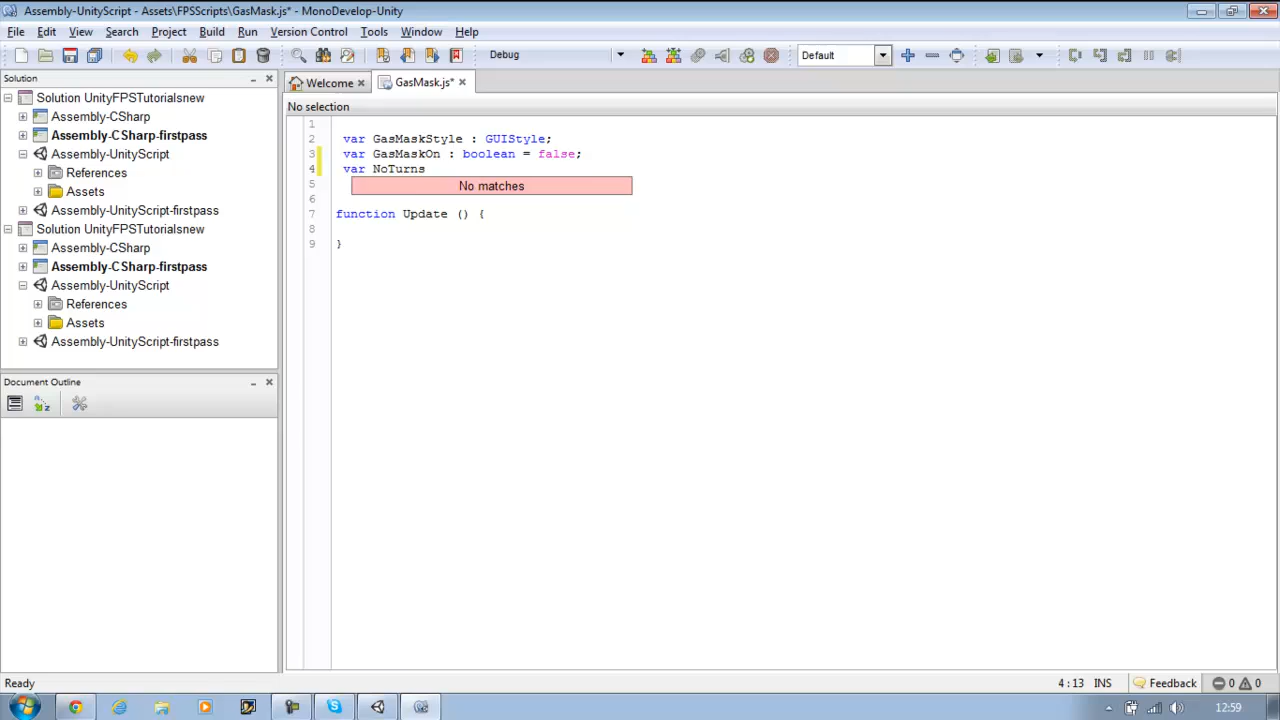 Assembly-UnityScript - Assets\FPSScripts\GasMask.js* - MonoDevelop-Unity
File Edit View Search Project Build Run Version Control Tools Window Help
Debug Default
Solution
Welcome GasMask.js*
Solution UnityFPSTutorialsnew
No selection
Assembly-CSharp
Assembly-CSharp-firstpass
Assembly-UnityScript
References
Assets
Assembly-UnityScript-firstpass
Solution UnityFPSTutorialsnew
Assembly-CSharp
Assembly-CSharp-firstpass
Assembly-UnityScript
References
Assets
Assembly-UnityScript-firstpass
Document Outline
1
2 var GasMaskStyle : GUIStyle;
3 var GasMaskOn : boolean = false;
4 var NoTurns
5 No matches
6
7 function Update () {
8
9 }
Ready
4:13 INS Feedback 0 0
12:59